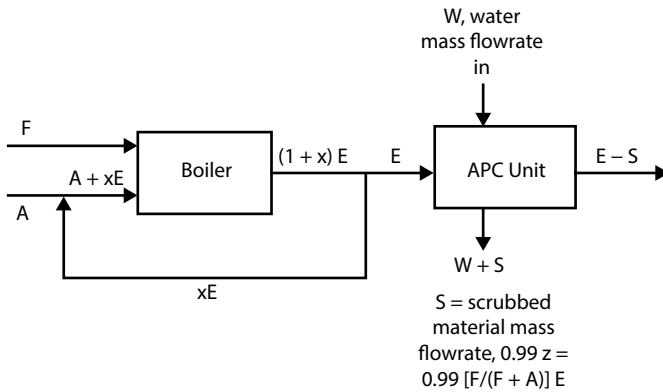 W, water
mass flowrate
in
F
A + xE
A
Boiler
(1 + x) E
E
APC Unit
E – S
xE
W + S
S = scrubbed
material mass
flowrate, 0.99 z =
0.99 [F/(F + A)] E